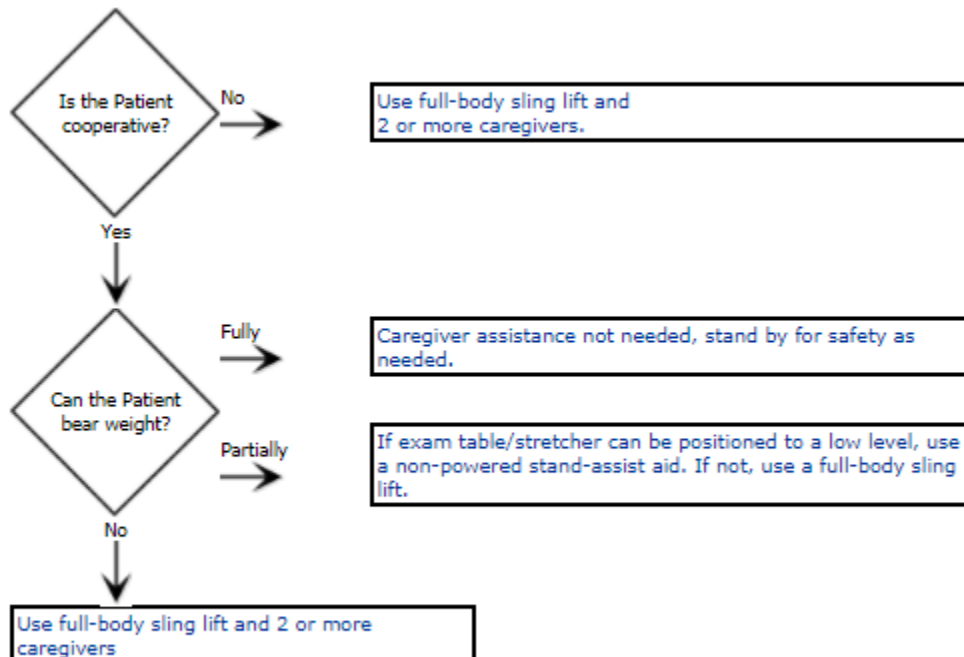 Is the Patient
cooperative?
No
Use full-body sling lift and
2 or more caregivers.
Yes
Can the Patient
bear weight?
Fully
Caregiver assistance not needed, stand by for safety as
needed.
Partially
If exam table/stretcher can be positioned to a low level, use
a non-powered stand-assist aid. If not, use a full-body sling
lift.
No
Use full-body sling lift and 2 or more
caregivers